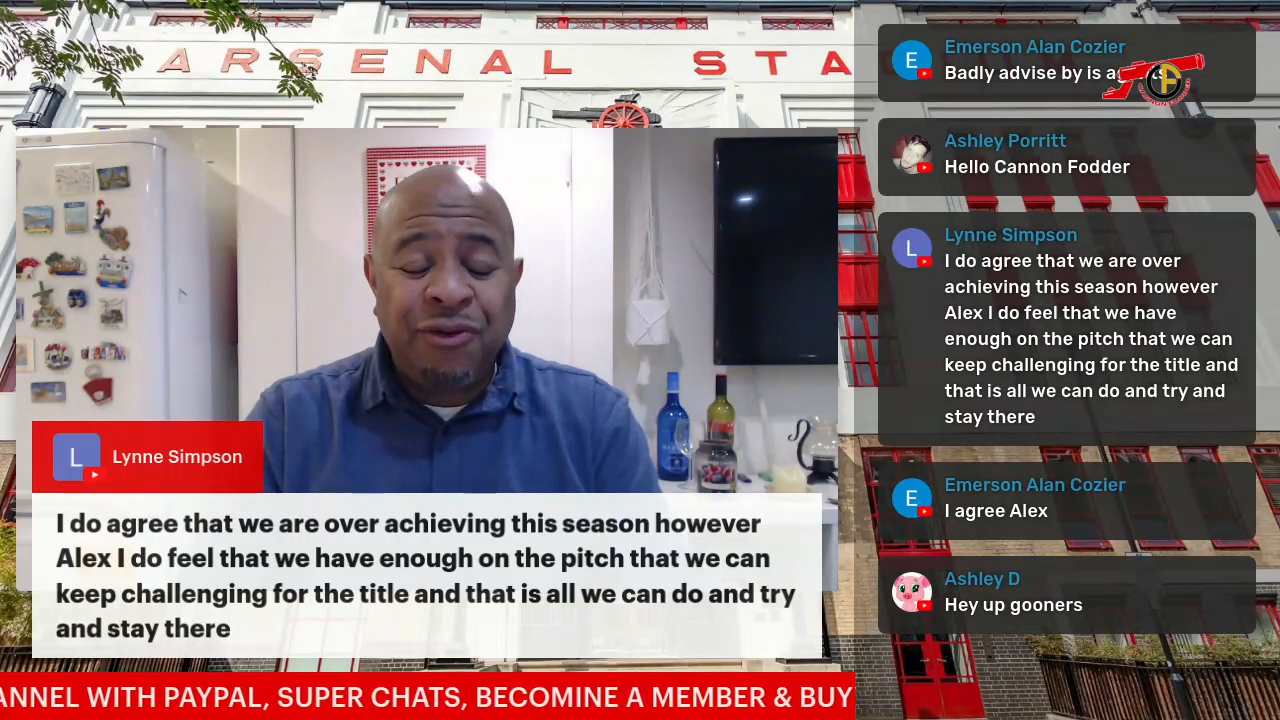 ARSENAL STA
Lynne Simpson
I do agree that we are over achieving this season however
Alex I do feel that we have enough on the pitch that we can
keep challenging for the title and that is all we can do and try
and stay there
ANNEL WITH PAYPAL, SUPER CHATS, BECOMINE A MEMBER & BUY
Emerson Alan Cozier
Badly advise by is
Ashley Porritt
Hello Cannon Fodder
Lynne Simpson
I do agree that we are over
achieving this season however
Alex I do feel that we have
enough on the pitch that we can
keep challenging for the title and
that is all we can do and try and
stay there
Emerson Alan Cozier
I agree Alex
Ashley D
Hey up gooners